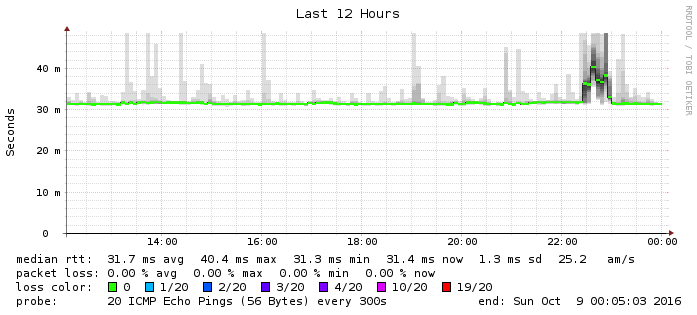 Last 12 Hours
RRDTOOL / TOBI OETIKER
Seconds
40 m
30 m
20 m
10 m
0
14:00 16:00 18:00 20:00 22:00 00:00
median rtt: 31.7 ms avg 40.4 ms max 31.3 ms min 31.4 ms now 1.3 ms sd 25.2 am/s
packet loss: 0.00 % avg 0.00 % max 0.00 % min 0.00 % now
loss color: 0 1/20 2/20 3/20 4/20 10/20 19/20
probe: 20 ICMP Echo Pings (56 Bytes) every 300s end: Sun Oct 9 00:05:03 2016